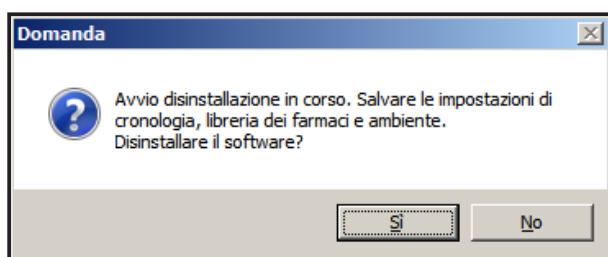 Domanda
Avvio disinstallazione in corso. Salvare le impostazioni di
cronologia, libreria dei farmaci e ambiente.
Disinstallare il software?
Sì
No